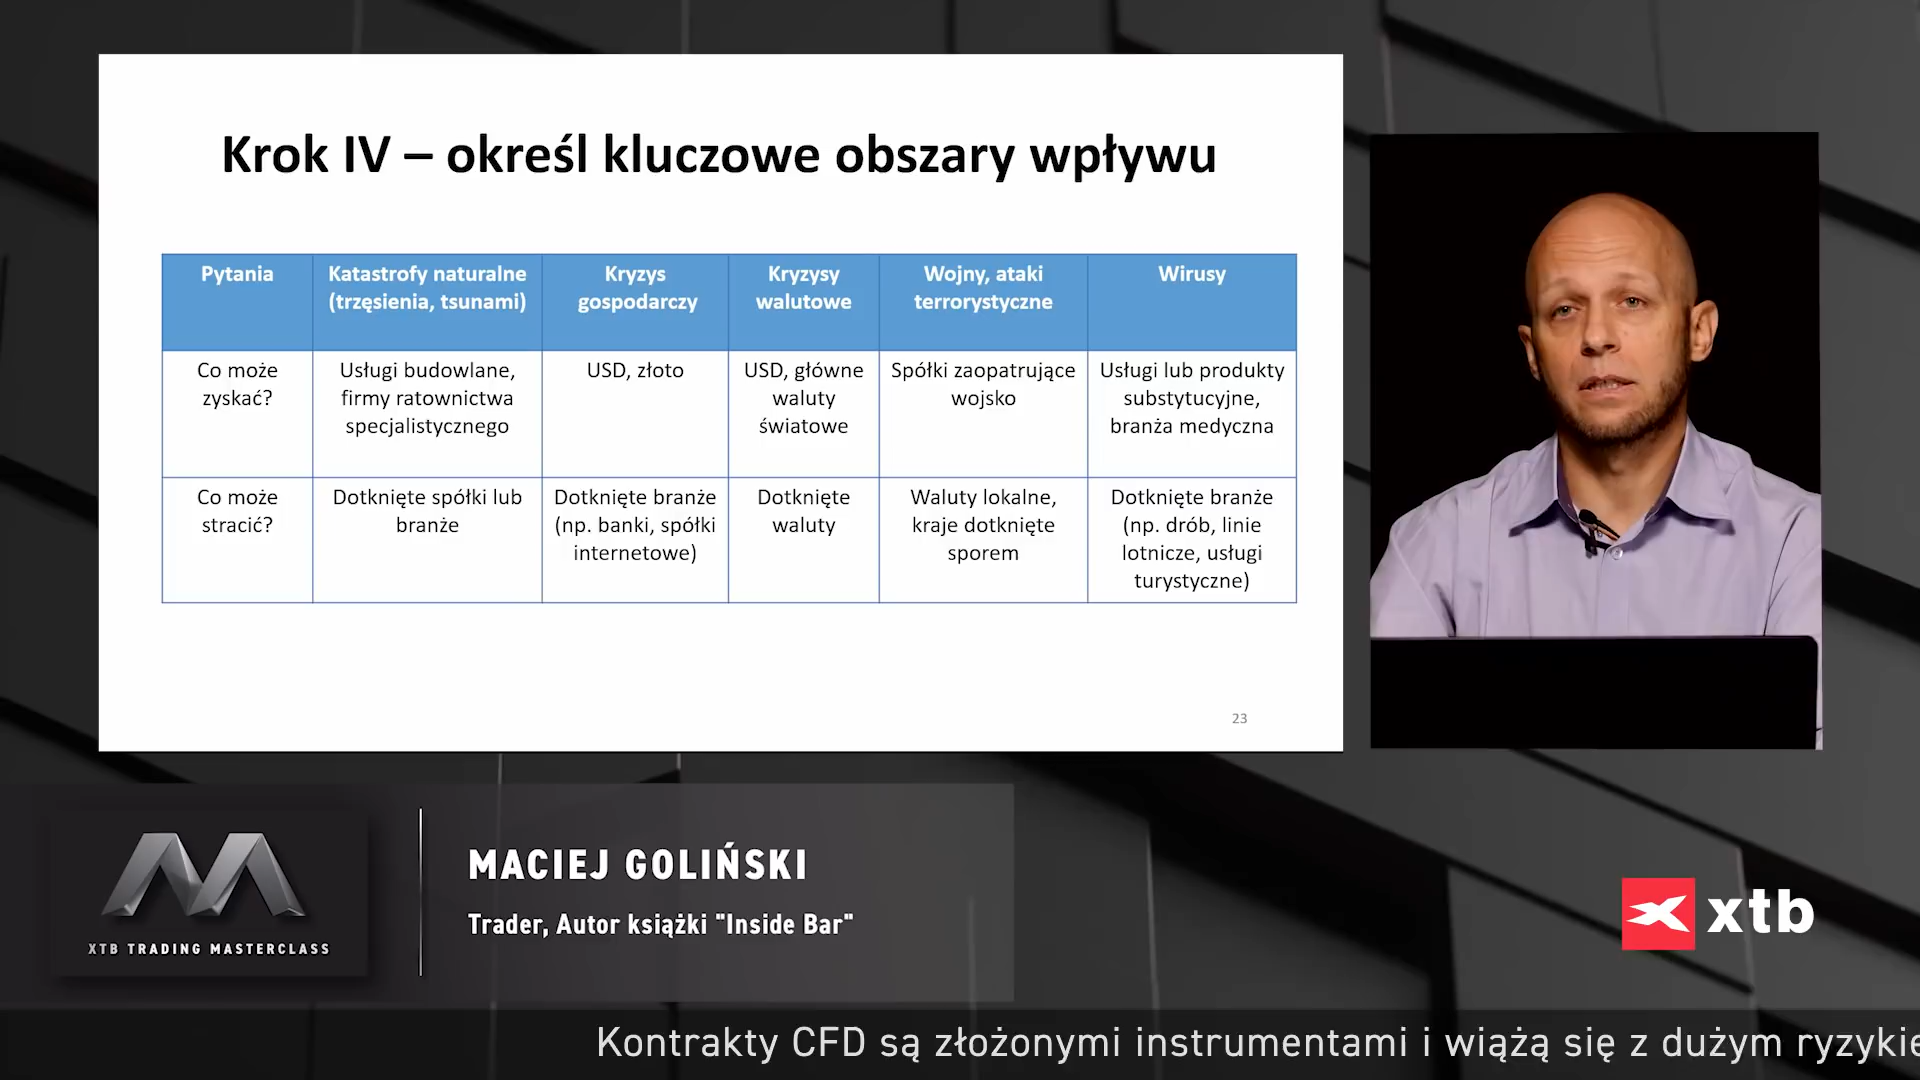 Krok IV – określ kluczowe obszary wpływu
Pytania
Katastrofy naturalne
(trzęsienia, tsunami)
Kryzys
gospodarczy
Kryzysy
walutowe
Wojny, ataki
terrorystyczne
Wirusy
Co może
zyskać?
Usługi budowlane,
firmy ratownictwa
specjalistycznego
USD, złoto
USD, główne
waluty
światowe
Spółki zaopatrujące
wojsko
Usługi lub produkty
substytucyjne,
branża medyczna
Co może
stracić?
Dotknięte spółki lub
branże
Dotknięte branże
(np. banki, spółki
internetowe)
Dotknięte
waluty
Waluty lokalne,
kraje dotknięte
sporem
Dotknięte branże
(np. drób, linie
lotnicze, usługi
turystyczne)
23
XTB TRADING MASTERCLASS
MACIEJ GOLIŃSKI
Trader, Autor książki "Inside Bar"
xtb
Kontrakty CFD są złożonymi instrumentami i wiążą się z dużym